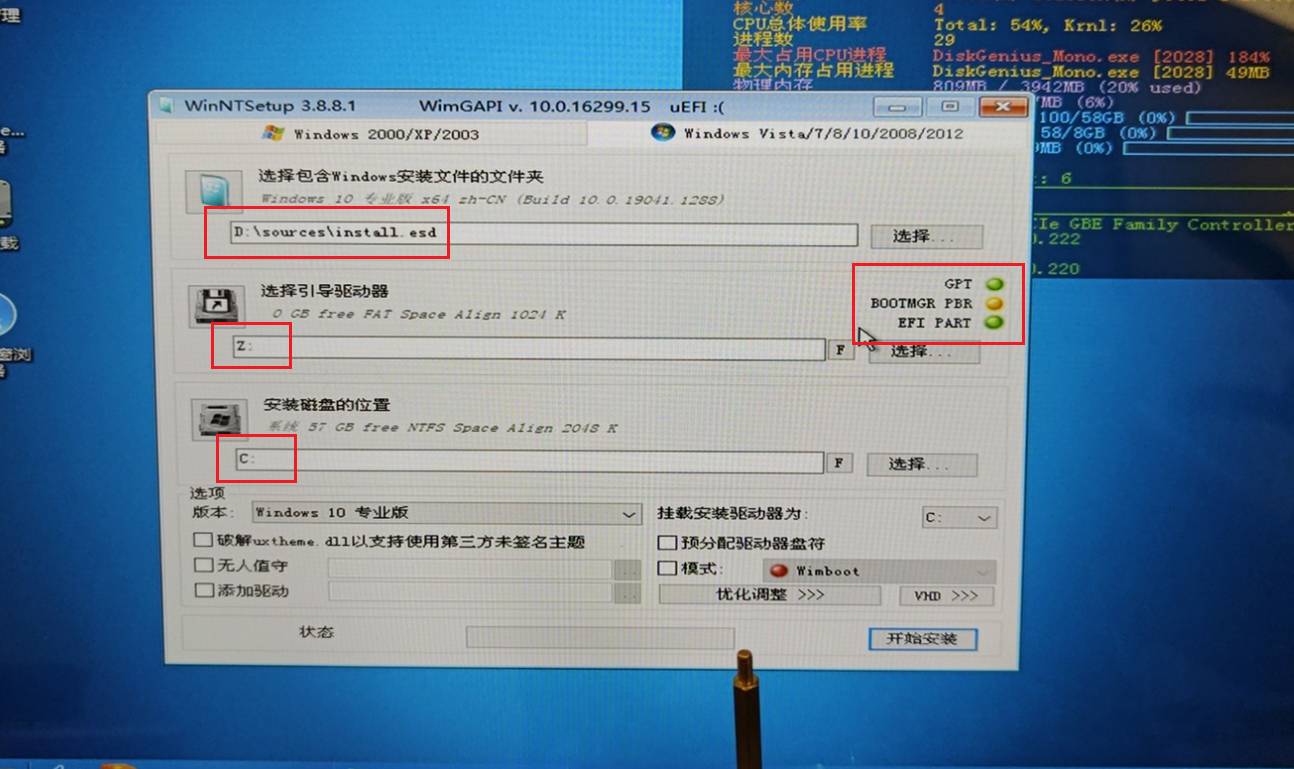 理
核心数 4
CPU总体使用率 Total: 54%, Krnl: 26%
进程数 29
最大占用CPU进程 DiskGenius_Mono.exe [2028] 184%
最大内存占用进程 DiskGenius_Mono.exe [2028] 49MB
物理内存 809MB / 3942MB (20% used)
MB (6%)
100/58GB (0%)
58/8GB (0%)
MB (0%)
: 6
Ie GBE Family Controller
.222
.220
e...
器
载
窗浏
器
WinNTSetup 3.8.8.1 WimGAPI v. 10.0.16299.15 uEFI :(
Windows 2000/XP/2003 Windows Vista/7/8/10/2008/2012
选择包含Windows安装文件的文件夹
Windows 10 专业版 x64 zh-CN (Build 10.0.19041.1288)
D:\sources\install.esd 选择...
选择引导驱动器 GPT
0 GB free FAT Space Align 1024 K BOOTMGR PBR
EFI PART
Z: F 选择...
安装磁盘的位置
系统 57 GB free NTFS Space Align 2048 K
C: F 选择...
选项
版本: Windows 10 专业版 挂载安装驱动器为: C:
破解uxtheme.dll以支持使用第三方未签名主题 预分配驱动器盘符
无人值守 ... 模式: Wimboot
添加驱动 ... 优化调整 >>> VHD >>>
状态 开始安装